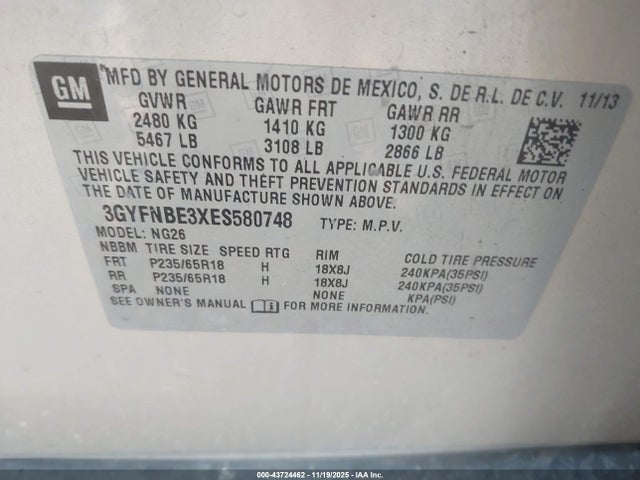 GM
MFD BY GENERAL MOTORS DE MEXICO, S. DE R.L. DE C.V. 11/13
GVWR GAWR FRT GAWR RR
2480 KG 1410 KG 1300 KG
5467 LB 3108 LB 2866 LB
THIS VEHICLE CONFORMS TO ALL APPLICABLE U.S. FEDERAL MOTOR
VEHICLE SAFETY AND THEFT PREVENTION STANDARDS IN EFFECT ON
THE DATE OF MANUFACTURE SHOWN ABOVE.
3GYFNBE3XES580748 TYPE: M.P.V.
MODEL: NG26
NBBM TIRE SIZE SPEED RTG RIM COLD TIRE PRESSURE
FRT P235/65R18 H 18X8J 240KPA(35PSI)
RR P235/65R18 H 18X8J 240KPA(35PSI)
SPA NONE NONE KPA(PSI)
SEE OWNER'S MANUAL FOR MORE INFORMATION.
000-43724462 - 11/19/2025 - IAA Inc.